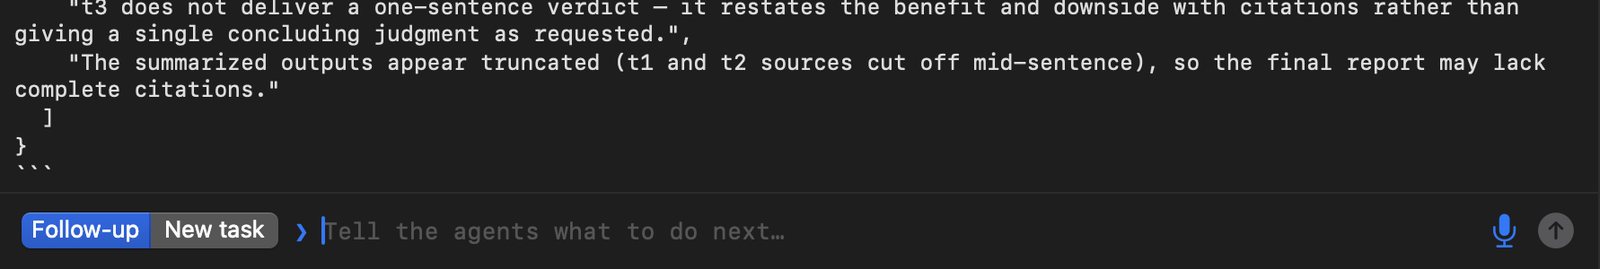 "t3 does not deliver a one-sentence verdict — it restates the benefit and downside with citations rather than
giving a single concluding judgment as requested.",
"The summarized outputs appear truncated (t1 and t2 sources cut off mid-sentence), so the final report may lack
complete citations."
]
}
```
Follow-up New task ❯ Tell the agents what to do next…